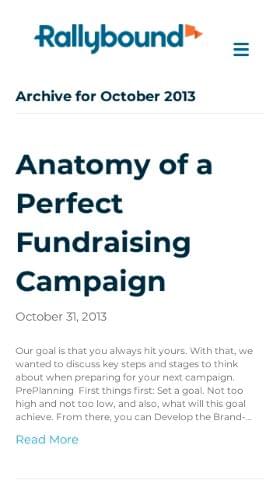 Rallybound
Archive for October 2013
Anatomy of a
Perfect
Fundraising
Campaign
October 31, 2013
Our goal is that you always hit yours. With that, we
wanted to discuss key steps and stages to think
about when preparing for your next campaign.
PrePlanning  First things first: Set a goal. Not too
high and not too low, and also, what will this goal
achieve. From there, you can Develop the Brand-…
Read More